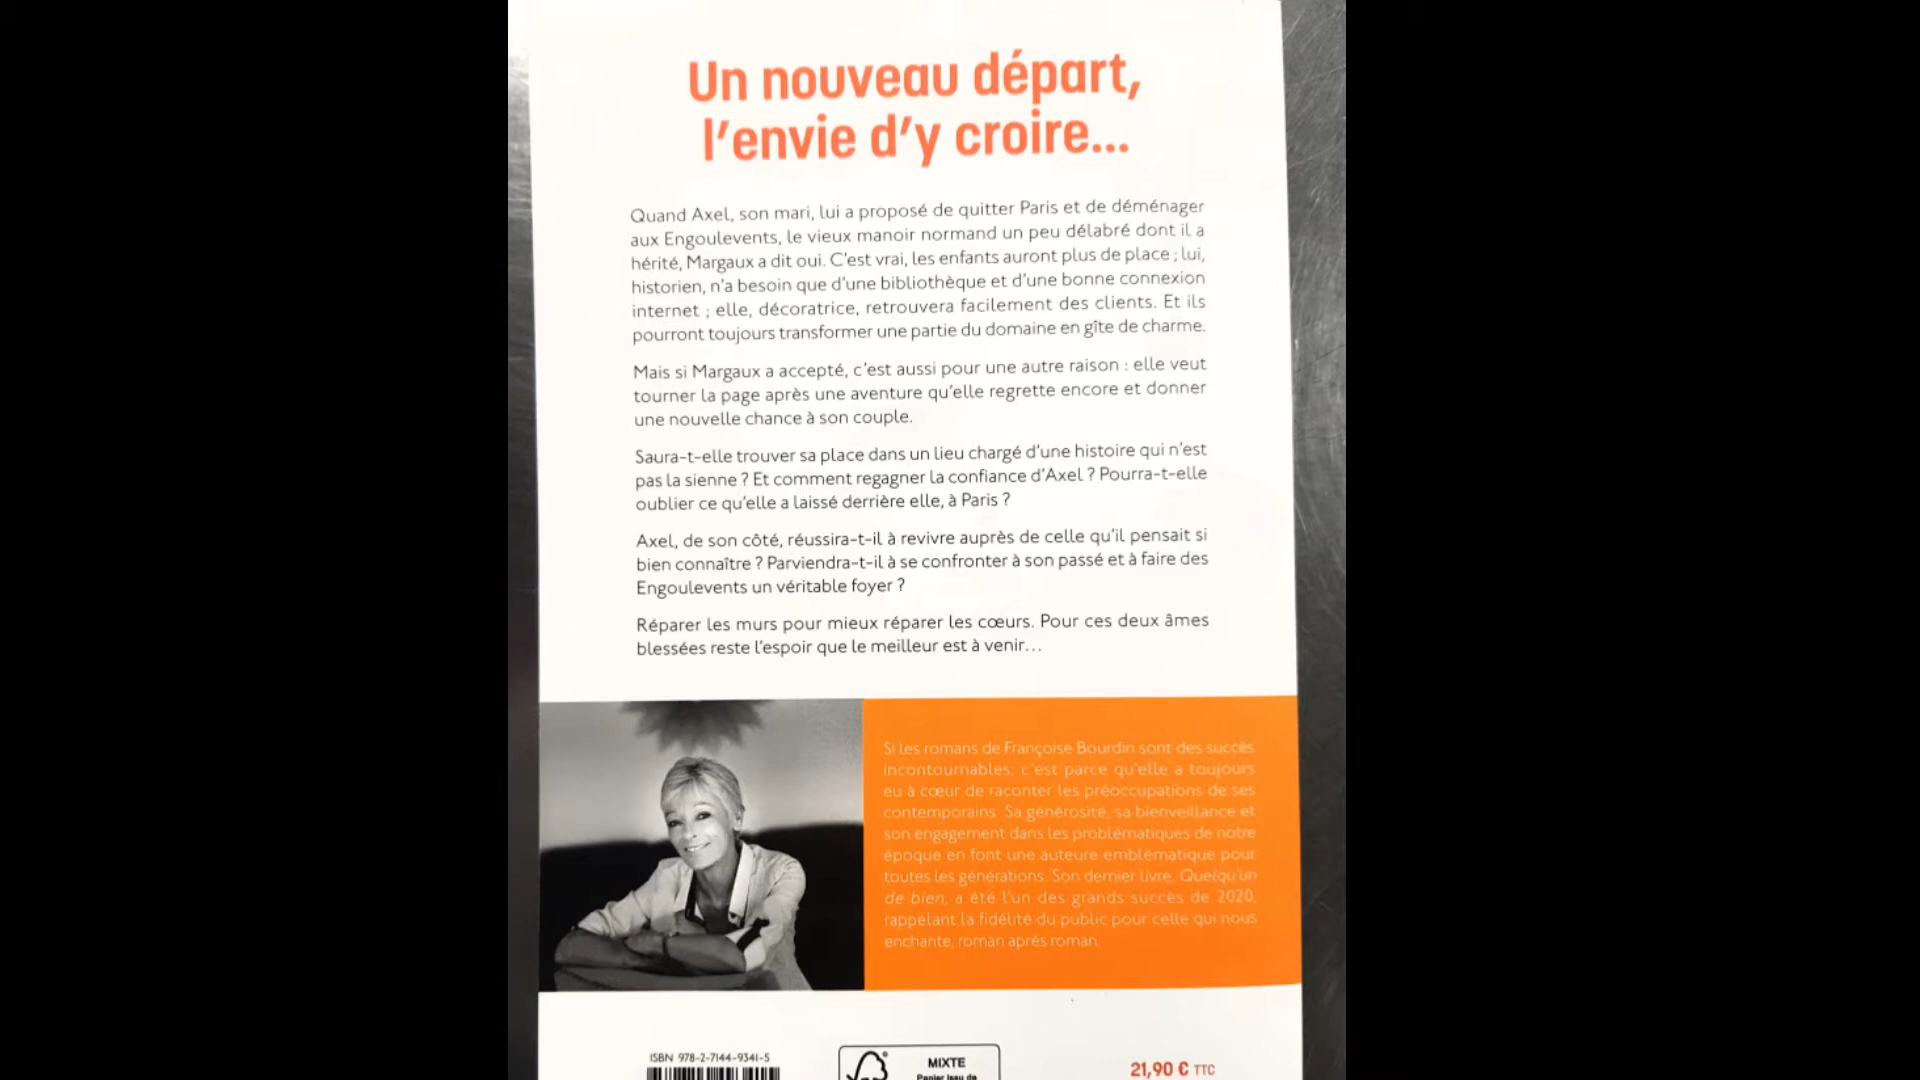 Un nouveau départ,
l'envie d'y croire...
Quand Axel, son mari, lui a proposé de quitter Paris et de déménager
aux Engoulevents, le vieux manoir normand un peu délabré dont il a
hérité, Margaux a dit oui. C'est vrai, les enfants auront plus de place ; lui,
historien, n'a besoin que d'une bibliothèque et d'une bonne connexion
internet ; elle, décoratrice, retrouvera facilement des clients. Et ils
pourront toujours transformer une partie du domaine en gîte de charme.
Mais si Margaux a accepté, c'est aussi pour une autre raison : elle veut
tourner la page après une aventure qu'elle regrette encore et donner
une nouvelle chance à son couple.
Saura-t-elle trouver sa place dans un lieu chargé d'une histoire qui n'est
pas la sienne ? Et comment regagner la confiance d'Axel ? Pourra-t-elle
oublier ce qu'elle a laissé derrière elle, à Paris ?
Axel, de son côté, réussira-t-il à revivre auprès de celle qu'il pensait si
bien connaître ? Parviendra-t-il à se confronter à son passé et à faire des
Engoulevents un véritable foyer ?
Réparer les murs pour mieux réparer les cœurs. Pour ces deux âmes
blessées reste l'espoir que le meilleur est à venir...
Si les romans de Françoise Bourdin sont des succès
incontournables, c'est parce qu'elle a toujours
eu à cœur de raconter les préoccupations de ses
contemporains. Sa générosité, sa bienveillance et
son engagement dans les problématiques de notre
époque en font une auteure emblématique pour
toutes les générations. Son dernier livre, Quelqu'un
de bien, a été l'un des grands succès de 2020,
rappelant la fidélité du public pour celle qui nous
enchante, roman après roman.
ISBN 978-2-7144-9341-5
MIXTE
Papier issu de
21,90 € TTC